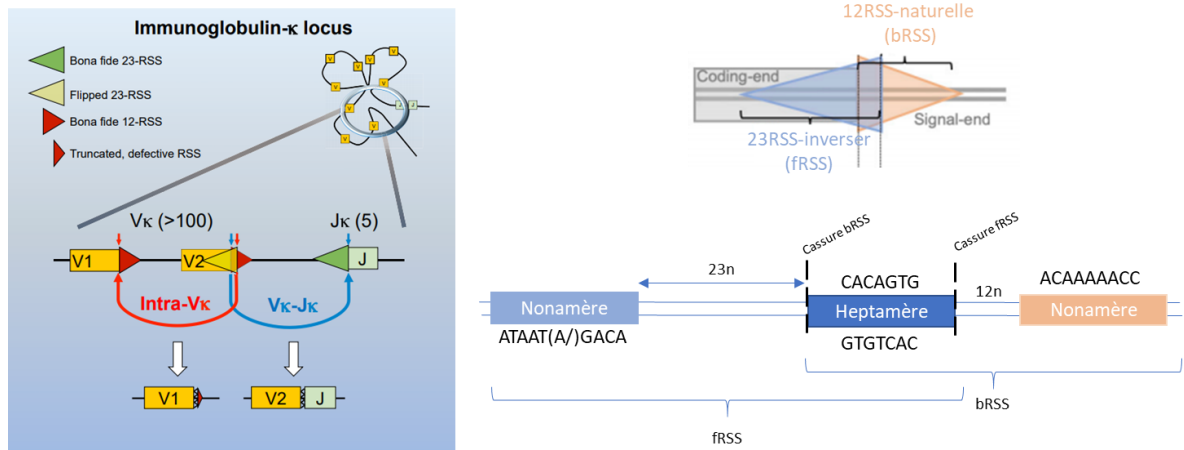 Immunoglobulin-κ locus
Bona fide 23-RSS
Flipped 23-RSS
Bona fide 12-RSS
Truncated, defective RSS
V
V
V
V
V
V
V
J
J
Vκ (>100)
Jκ (5)
V1
V2
J
Intra-Vκ
Vκ-Jκ
V1
V2
J
12RSS-naturelle
(bRSS)
Coding-end
Signal-end
23RSS-inverser
(fRSS)
Cassure bRSS
Cassure fRSS
23n
CACAGTG
12n
ACAAAAACC
Nonamère
Heptamère
Nonamère
ATAAT(A/)GACA
GTGTCAC
bRSS
fRSS